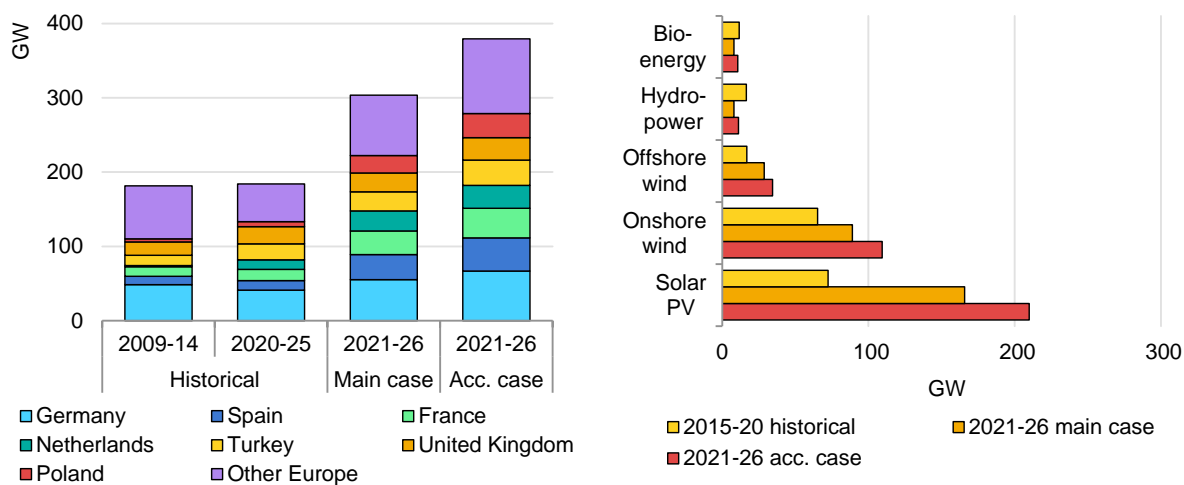 GW
400
300
200
100
0
2009-14 2020-25 2021-26 2021-26
Historical Main case Acc. case
Germany Spain France
Netherlands Turkey United Kingdom
Poland Other Europe
Bio-
energy
Hydro-
power
Offshore
wind
Onshore
wind
Solar
PV
0 100 200 300
GW
2015-20 historical 2021-26 main case
2021-26 acc. case